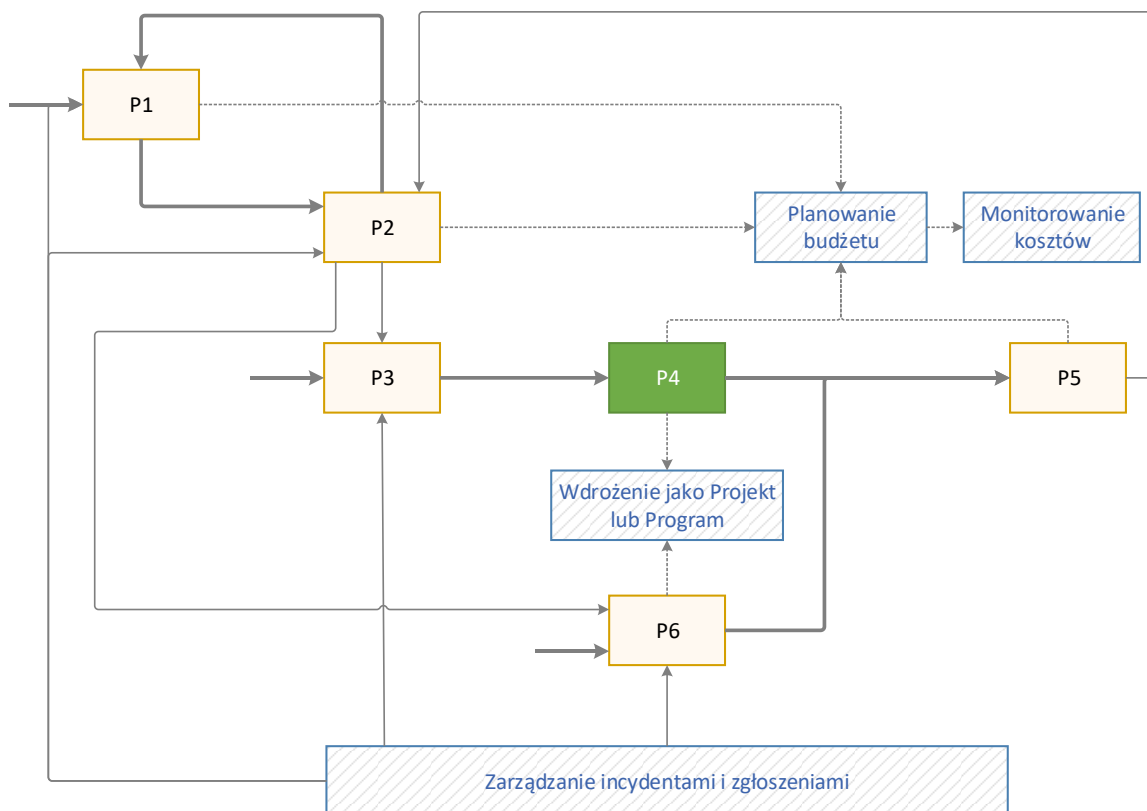 P1
P2
Planowanie
budżetu
Monitorowanie
kosztów
P3
P4
P5
Wdrożenie jako Projekt
lub Program
P6
Zarządzanie incydentami i zgłoszeniami